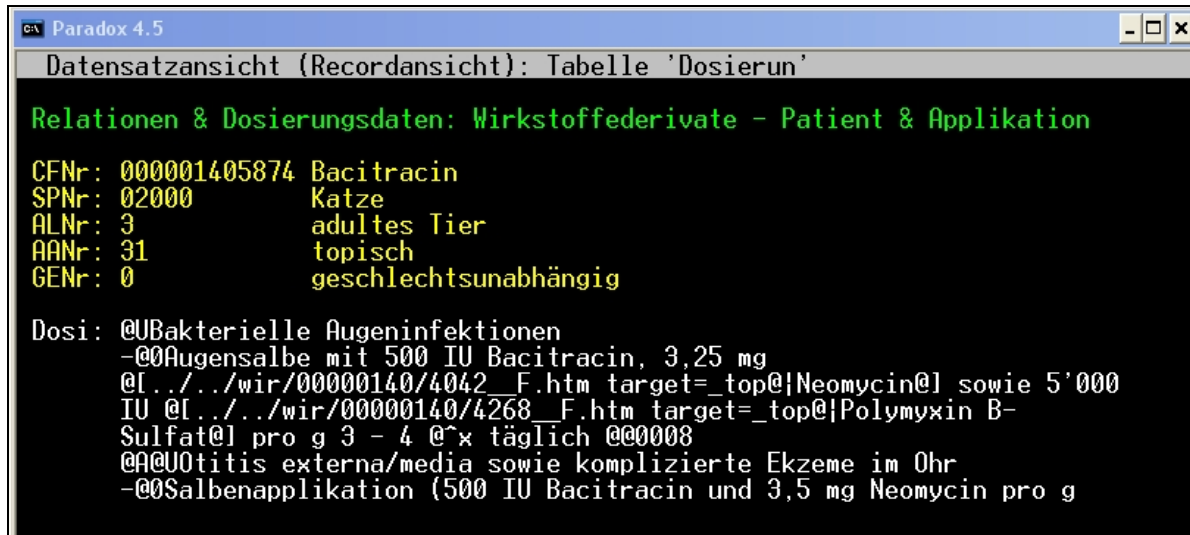 Paradox 4.5
Datensatzansicht (Recordansicht): Tabelle 'Dosierun'
Relationen & Dosierungsdaten: Wirkstoffederivate - Patient & Applikation
CFNr: 000001405874 Bacitracin
SPNr: 02000 Katze
ALNr: 3 adultes Tier
AANr: 31 topisch
GENr: 0 geschlechtsunabhängig
Dosi: @UBakterielle Augeninfektionen
-@0Augensalbe mit 500 IU Bacitracin, 3,25 mg
@[../../wir/00000140/4042__F.htm target=_top@|Neomycin@] sowie 5'000
IU @[../../wir/00000140/4268__F.htm target=_top@|Polymyxin B-
Sulfat@] pro g 3 - 4 @^x täglich @@0008
@A@UOtitis externa/media sowie komplizierte Ekzeme im Ohr
-@0Salbenapplikation (500 IU Bacitracin und 3,5 mg Neomycin pro g